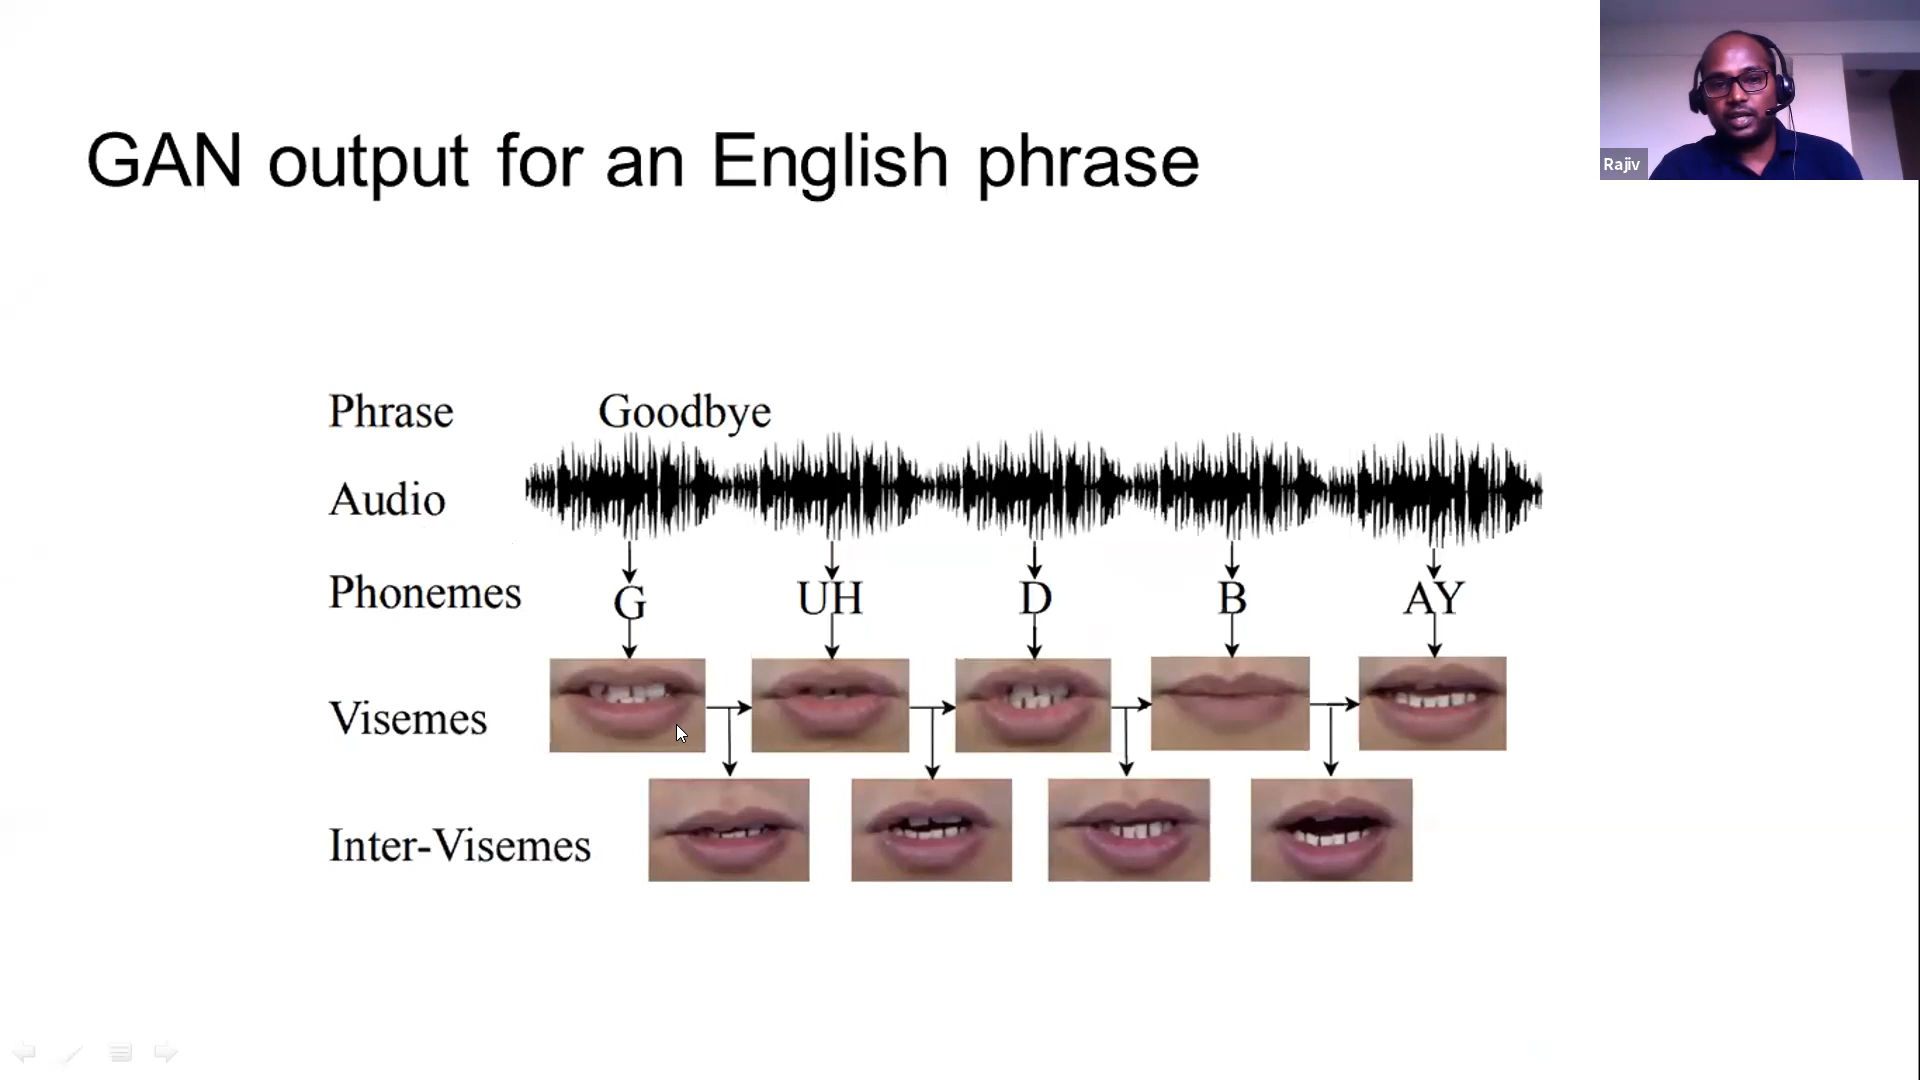 GAN output for an English phrase
Rajiv
Phrase Goodbye
Audio
Phonemes G UH D B AY
Visemes
Inter-Visemes